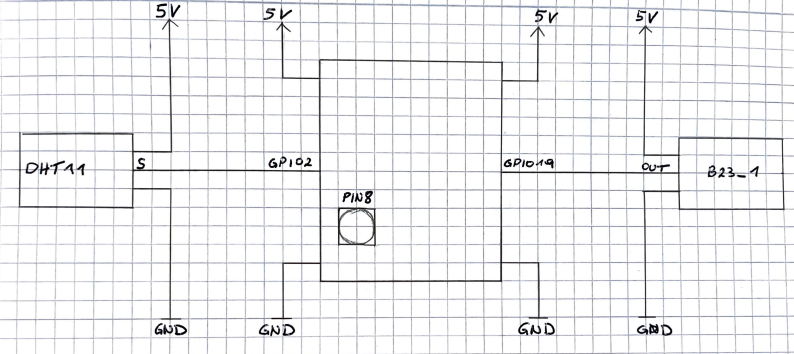 5V
5V
5V
5V
DHT11
S
GPIO2
GPIO19
OUT
B23_1
PIN8
GND
GND
GND
GND